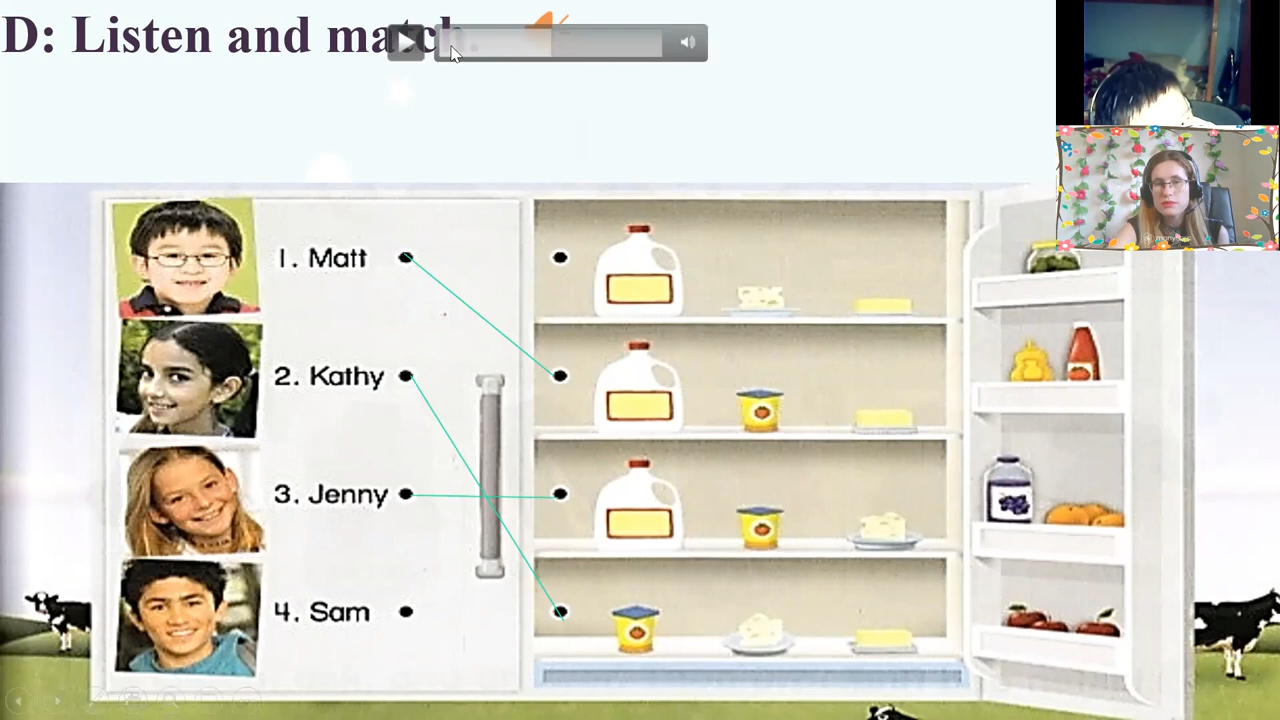 D: Listen and match.
1. Matt
2. Kathy
3. Jenny
4. Sam